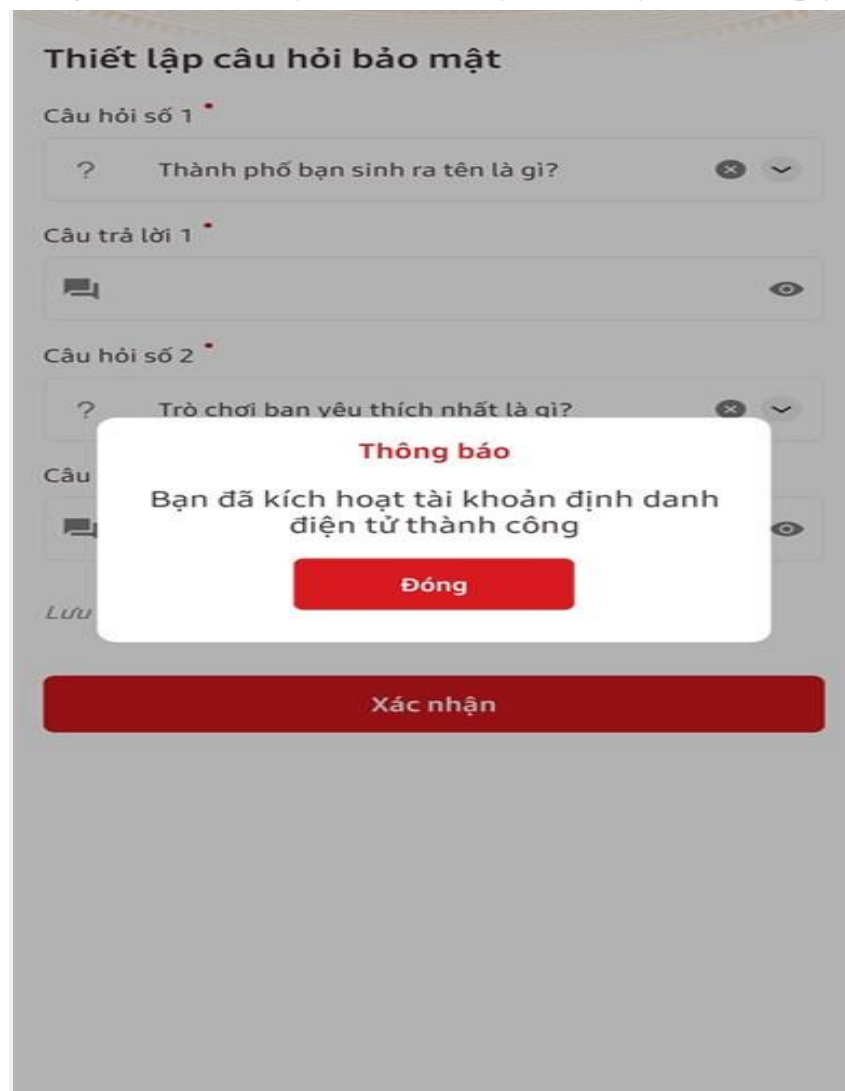 Thiết lập câu hỏi bảo mật
Câu hỏi số 1 *
? Thành phố bạn sinh ra tên là gì?
Câu trả lời 1 *
Câu hỏi số 2 *
? Trò chơi bạn yêu thích nhất là gì?
Thông báo
Câu
Bạn đã kích hoạt tài khoản định danh
điện tử thành công
Đóng
Lưu
Xác nhận